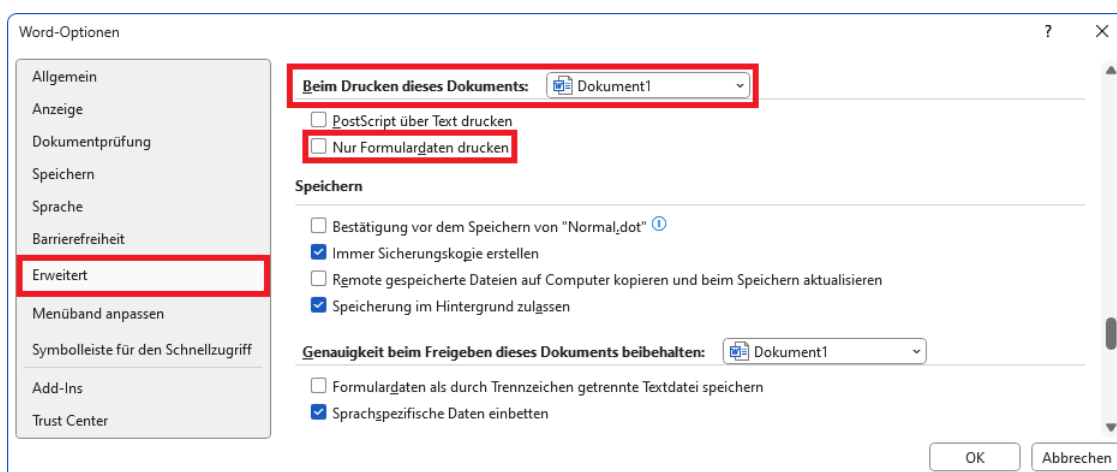 Word-Optionen
?
Allgemein
Anzeige
Dokumentprüfung
Speichern
Sprache
Barrierefreiheit
Erweitert
Menüband anpassen
Symbolleiste für den Schnellzugriff
Add-Ins
Trust Center
Beim Drucken dieses Dokuments: Dokument1
PostScript über Text drucken
Nur Formulardaten drucken
Speichern
Bestätigung vor dem Speichern von "Normal.dot"
Immer Sicherungskopie erstellen
Remote gespeicherte Dateien auf Computer kopieren und beim Speichern aktualisieren
Speicherung im Hintergrund zulassen
Genauigkeit beim Freigeben dieses Dokuments beibehalten: Dokument1
Formulardaten als durch Trennzeichen getrennte Textdatei speichern
Sprachspezifische Daten einbetten
OK
Abbrechen